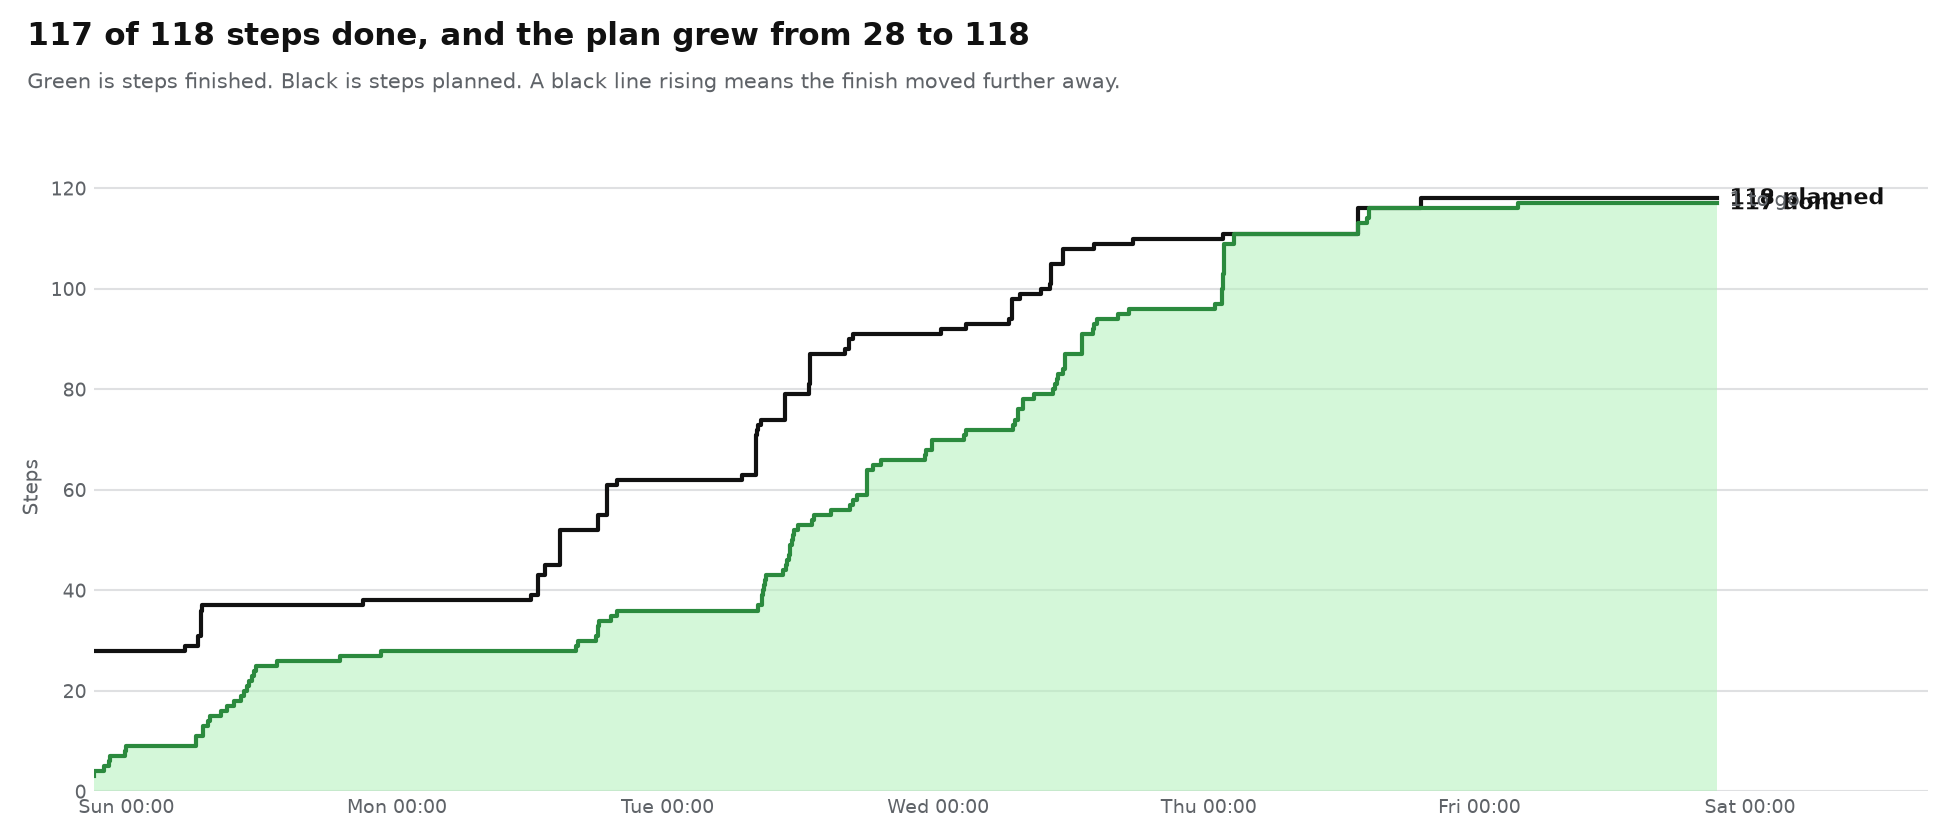 117 of 118 steps done, and the plan grew from 28 to 118
Green is steps finished. Black is steps planned. A black line rising means the finish moved further away.
120
118 planned
1 to go
117 done
100
80
60
40
20
0
Steps
Sun 00:00
Mon 00:00
Tue 00:00
Wed 00:00
Thu 00:00
Fri 00:00
Sat 00:00